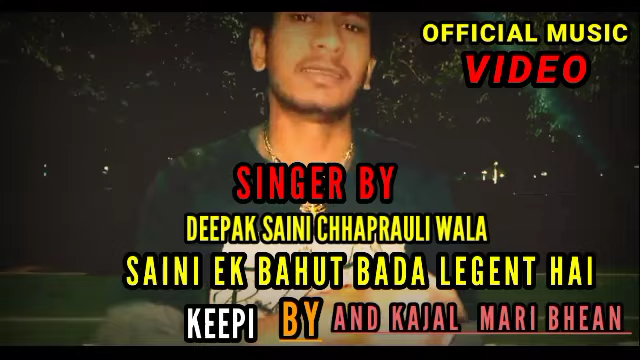 OFFICIAL MUSIC
VIDEO
SINGER BY
DEEPAK SAINI CHHAPRAULI WALA
SAINI EK BAHUT BADA LEGENT HAI
KEEPI BY AND KAJAL MARI BHEAN